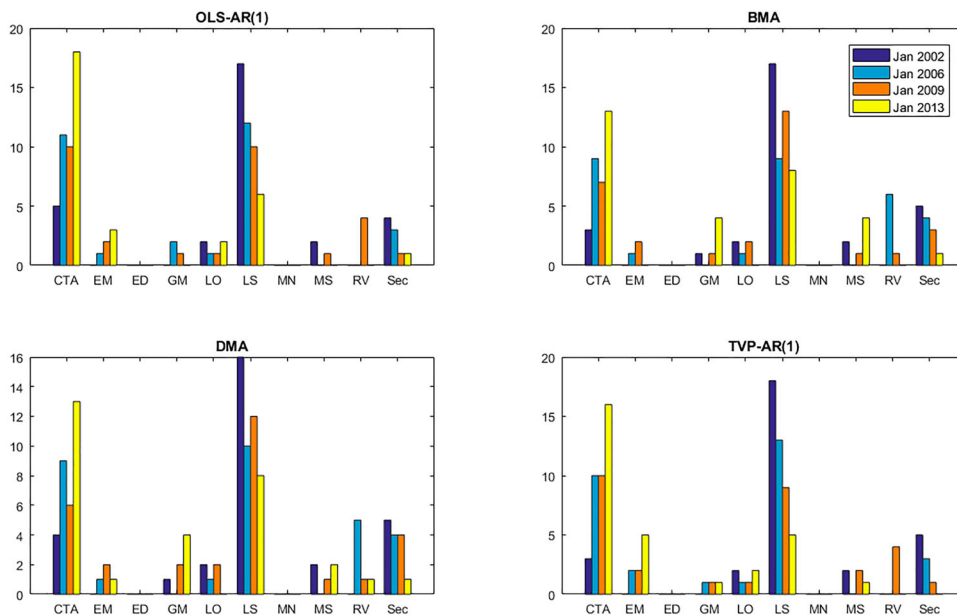 OLS-AR(1)
20
15
10
5
0
CTA EM ED GM LO LS MN MS RV Sec
BMA
20
15
10
5
0
Jan 2002
Jan 2006
Jan 2009
Jan 2013
CTA EM ED GM LO LS MN MS RV Sec
DMA
16
14
12
10
8
6
4
2
0
CTA EM ED GM LO LS MN MS RV Sec
TVP-AR(1)
20
15
10
5
0
CTA EM ED GM LO LS MN MS RV Sec